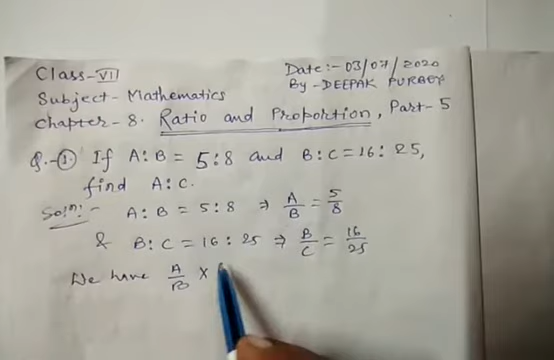 Class-VII
Date:-03/07/2020
By-DEEPAK PURBEY
Subject- Mathematics
Chapter-8. Ratio and Proportion, Part-5
Q.-① If A:B = 5:8 and B:C = 16:25,
find A:C.
Soln:- A:B = 5:8 ⇒ A/B = 5/8
& B:C = 16:25 ⇒ B/C = 16/25
We have A/B ×